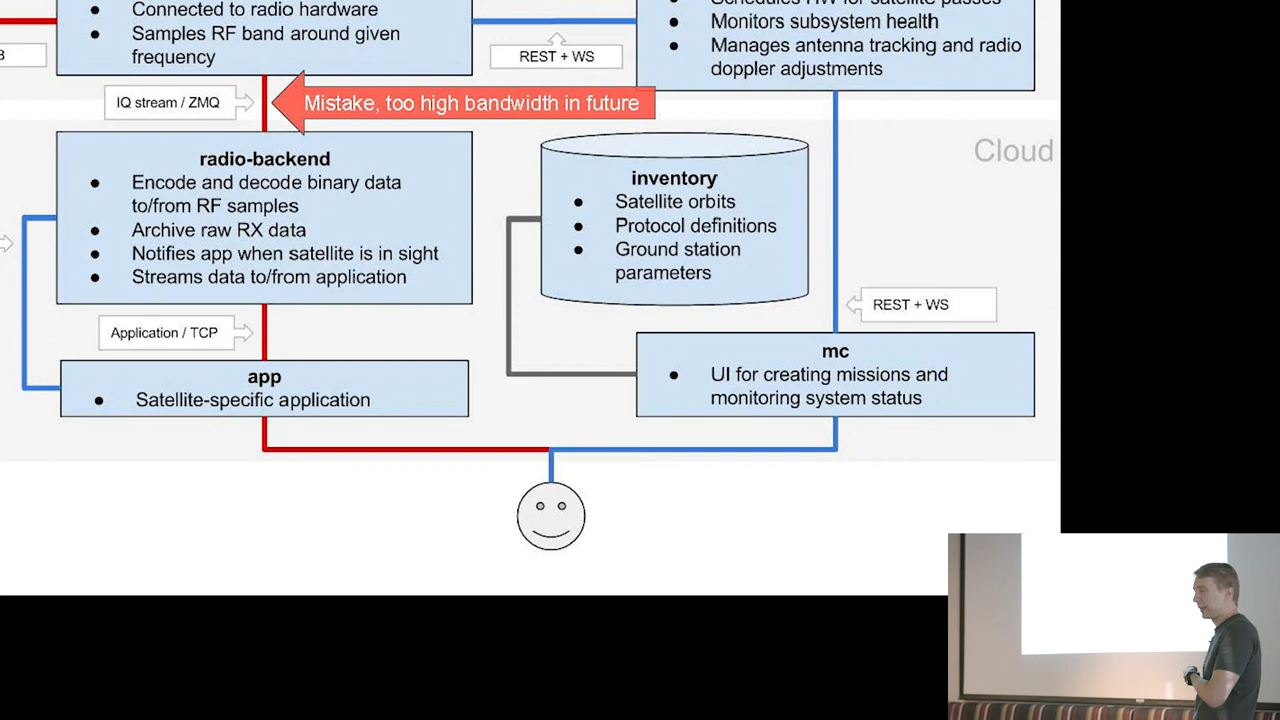 Connected to radio hardware
Samples RF band around given
frequency
Monitors subsystem health
Manages antenna tracking and radio
doppler adjustments
REST + WS
IQ stream / ZMQ
Mistake, too high bandwidth in future
Cloud
radio-backend
Encode and decode binary data
to/from RF samples
Archive raw RX data
Notifies app when satellite is in sight
Streams data to/from application
inventory
Satellite orbits
Protocol definitions
Ground station
parameters
REST + WS
Application / TCP
mc
UI for creating missions and
monitoring system status
app
Satellite-specific application